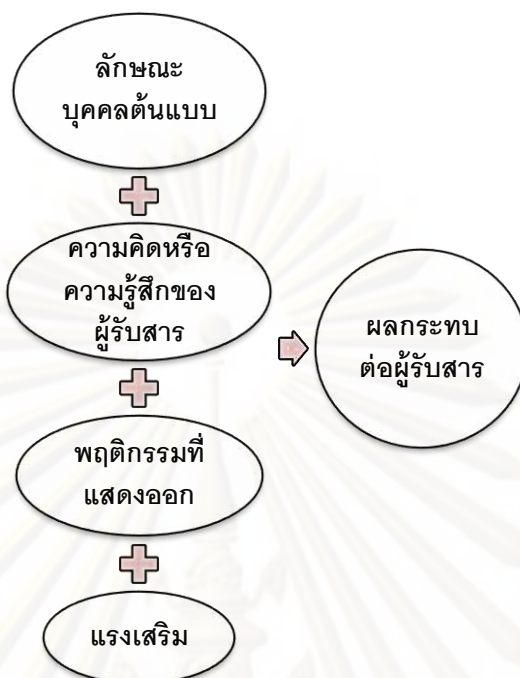 ลักษณะ
บุคคลต้นแบบ
ความคิดหรือ
ความรู้สึกของ
ผู้รับสาร
ผลกระทบ
ต่อผู้รับสาร
พฤติกรรมที่
แสดงออก
แรงเสริม